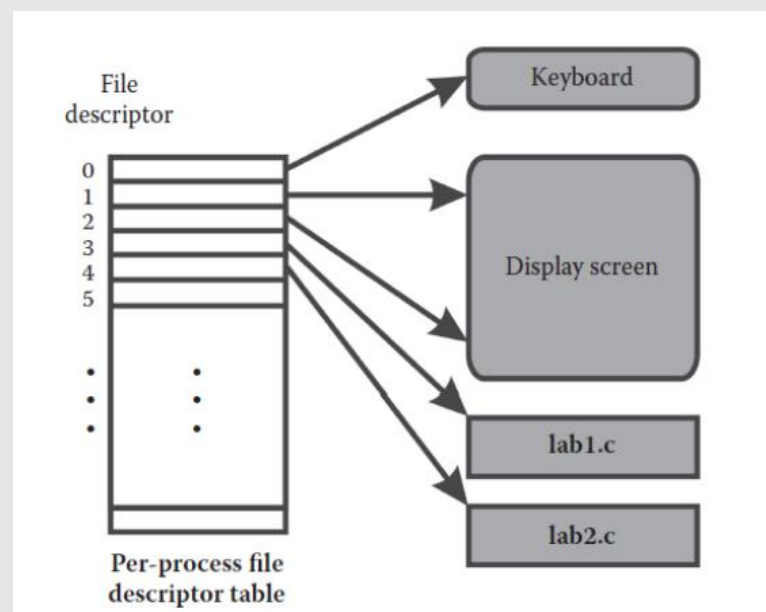 File
descriptor
0
1
2
3
4
5
Keyboard
Display screen
lab1.c
lab2.c
Per-process file
descriptor table